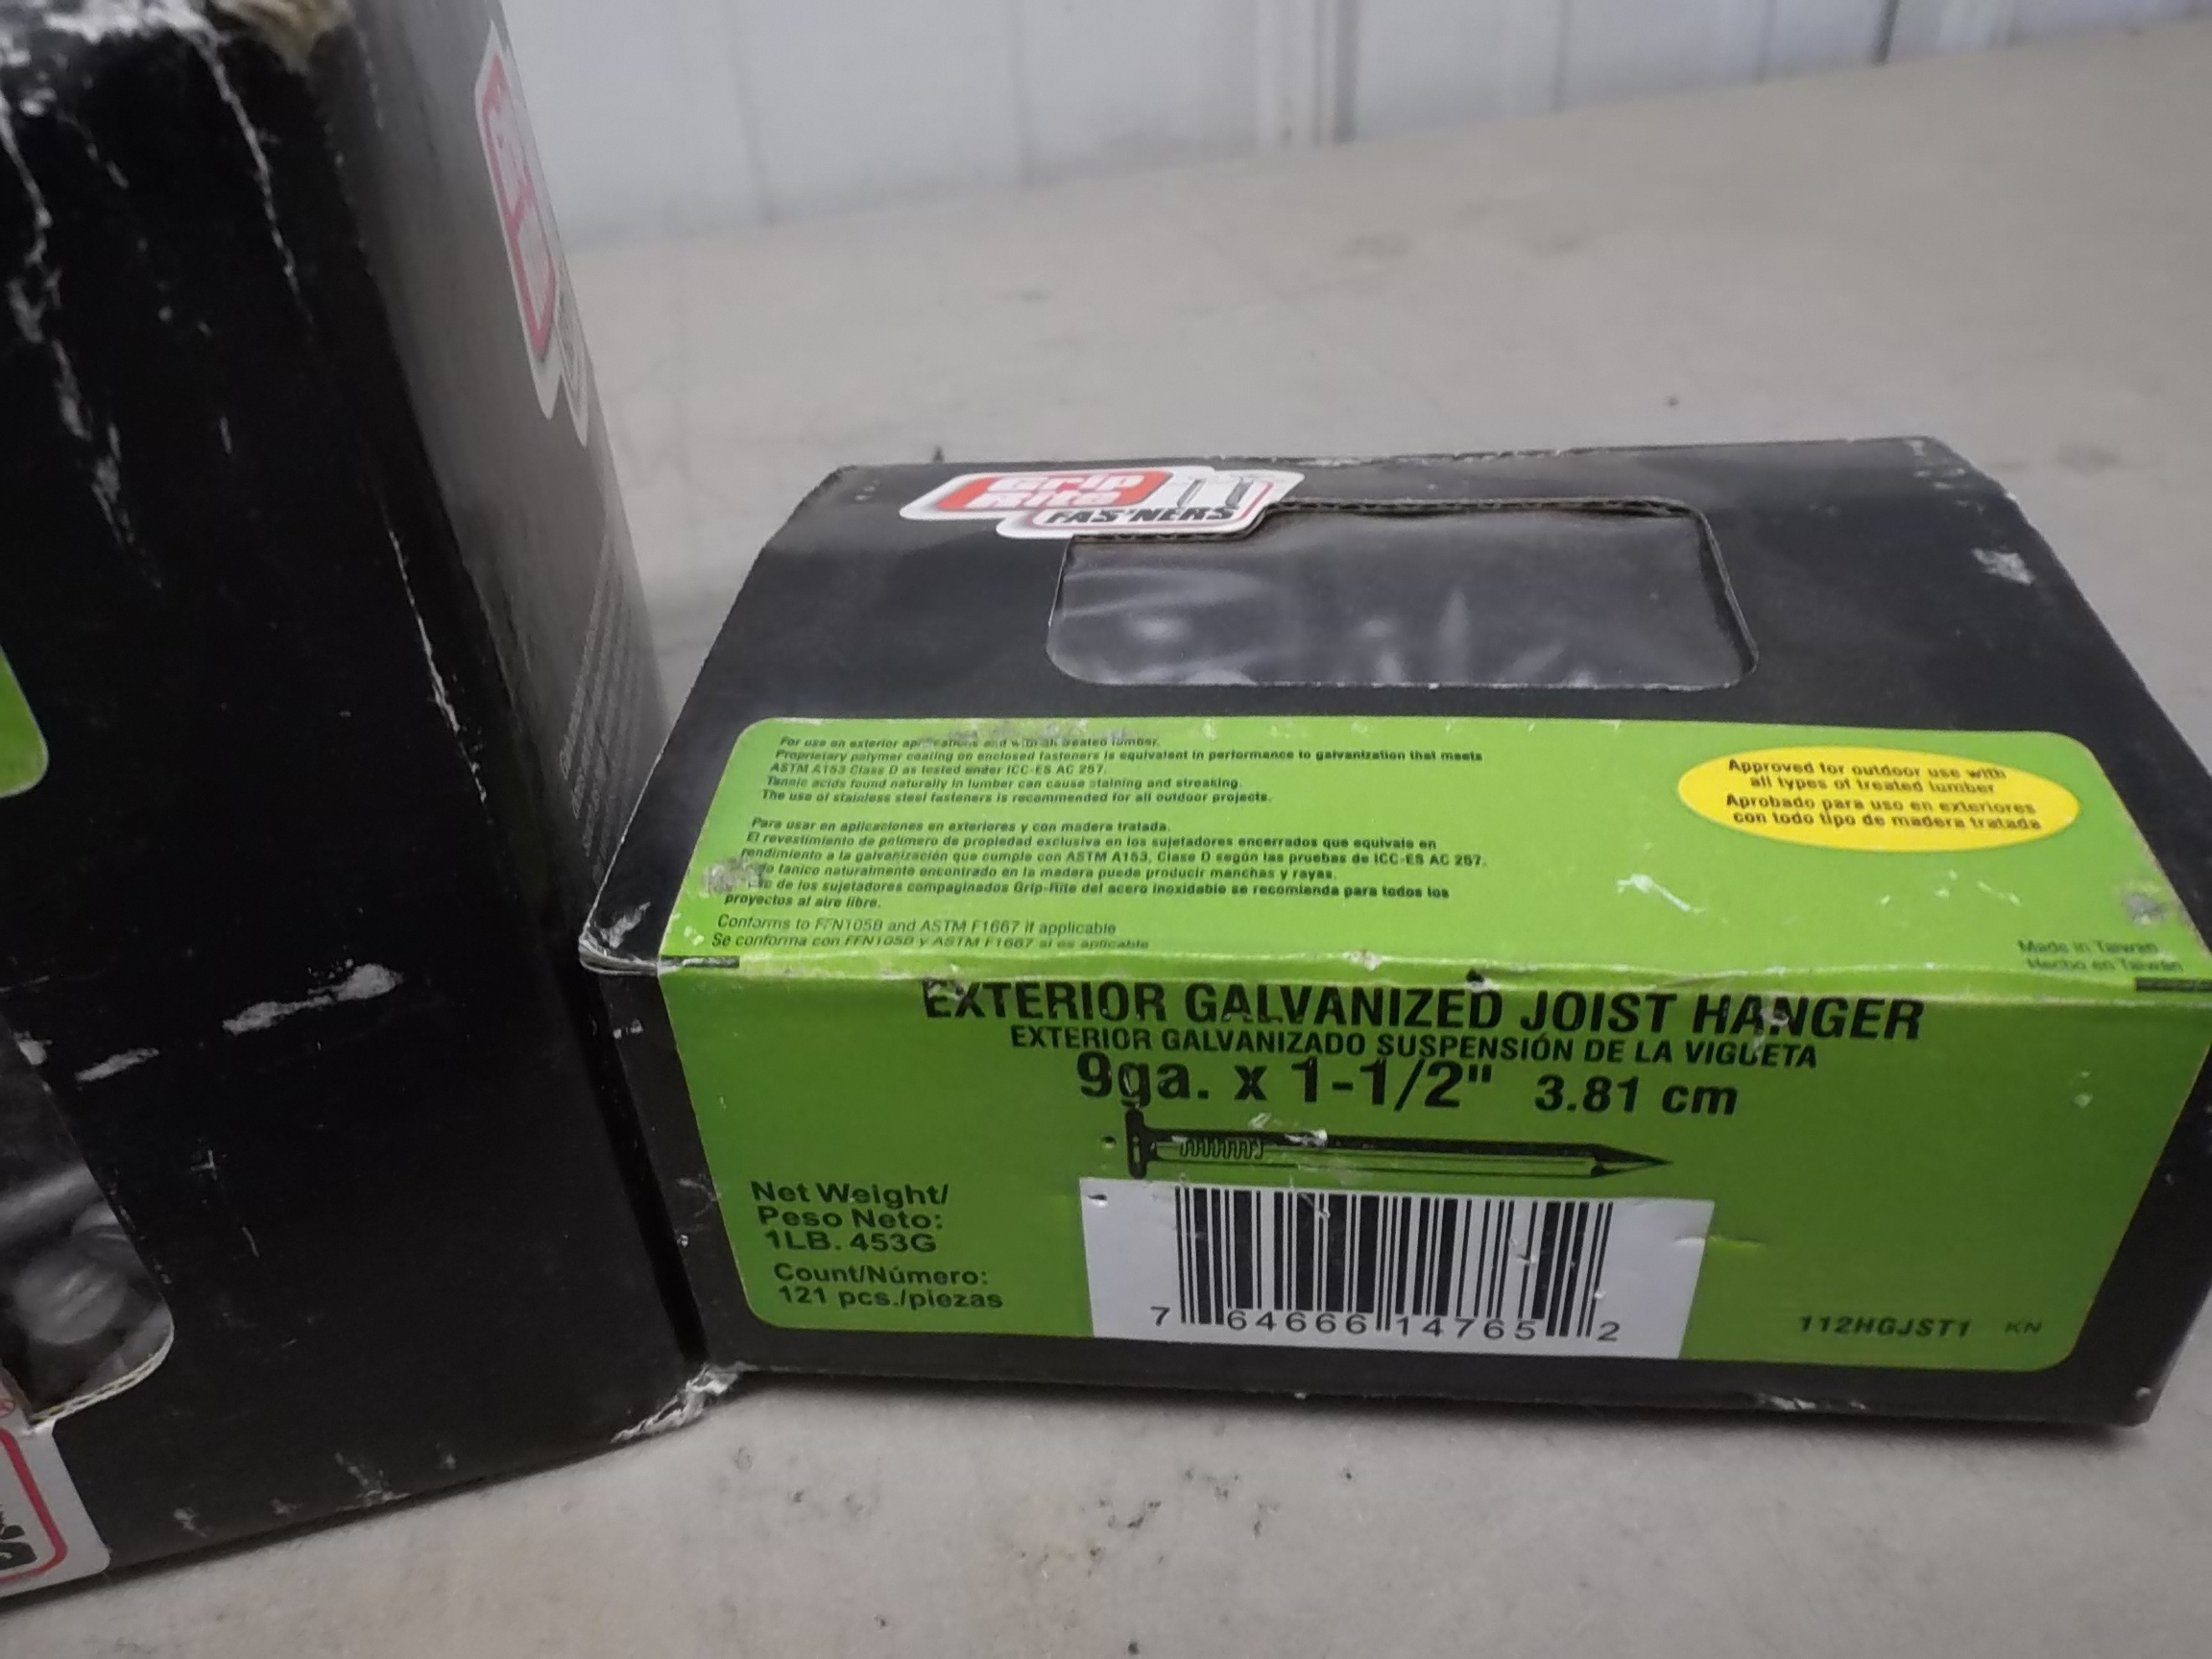 Grip
Rite
FAS'NERS
For use on exterior applications and with all treated lumber.
Proprietary polymer coating on enclosed fasteners is equivalent in performance to galvanization that meets
ASTM A153 Class D as tested under ICC-ES AC 257.
Tannic acids found naturally in lumber can cause staining and streaking.
The use of stainless steel fasteners is recommended for all outdoor projects.
Para usar en aplicaciones en exteriores y con madera tratada.
El revestimiento de pelimero de propiedad exclusiva en los sujetadores encerrados que equivale en
rendimiento a la galvanización que cumple con ASTM A153, Clase D según las pruebas de ICC-ES AC 257.
tanico naturalmente encontrado en la madera puede producir manchas y rayas.
de los sujetadores compaginados Grip-Rite del acero inoxidable se recomienda para todos los
proyectos al aire libre.
Conforms to FFN105B and ASTM F1667 if applicable
Se conforma con FFN105B y ASTM F1667 si es aplicable
Approved for outdoor use with
all types of treated lumber
Aprobado para uso en exteriores
con todo tipo de madera tratada
Made in Taiwan
Hecho en Taiwan
EXTERIOR GALVANIZED JOIST HANGER
EXTERIOR GALVANIZADO SUSPENSIÓN DE LA VIGUETA
9ga. x 1-1/2" 3.81 cm
Net Weight/
Peso Neto:
1LB. 453G
Count/Número:
121 pcs./piezas
7 64666 14765 2
112HGJST1 KN